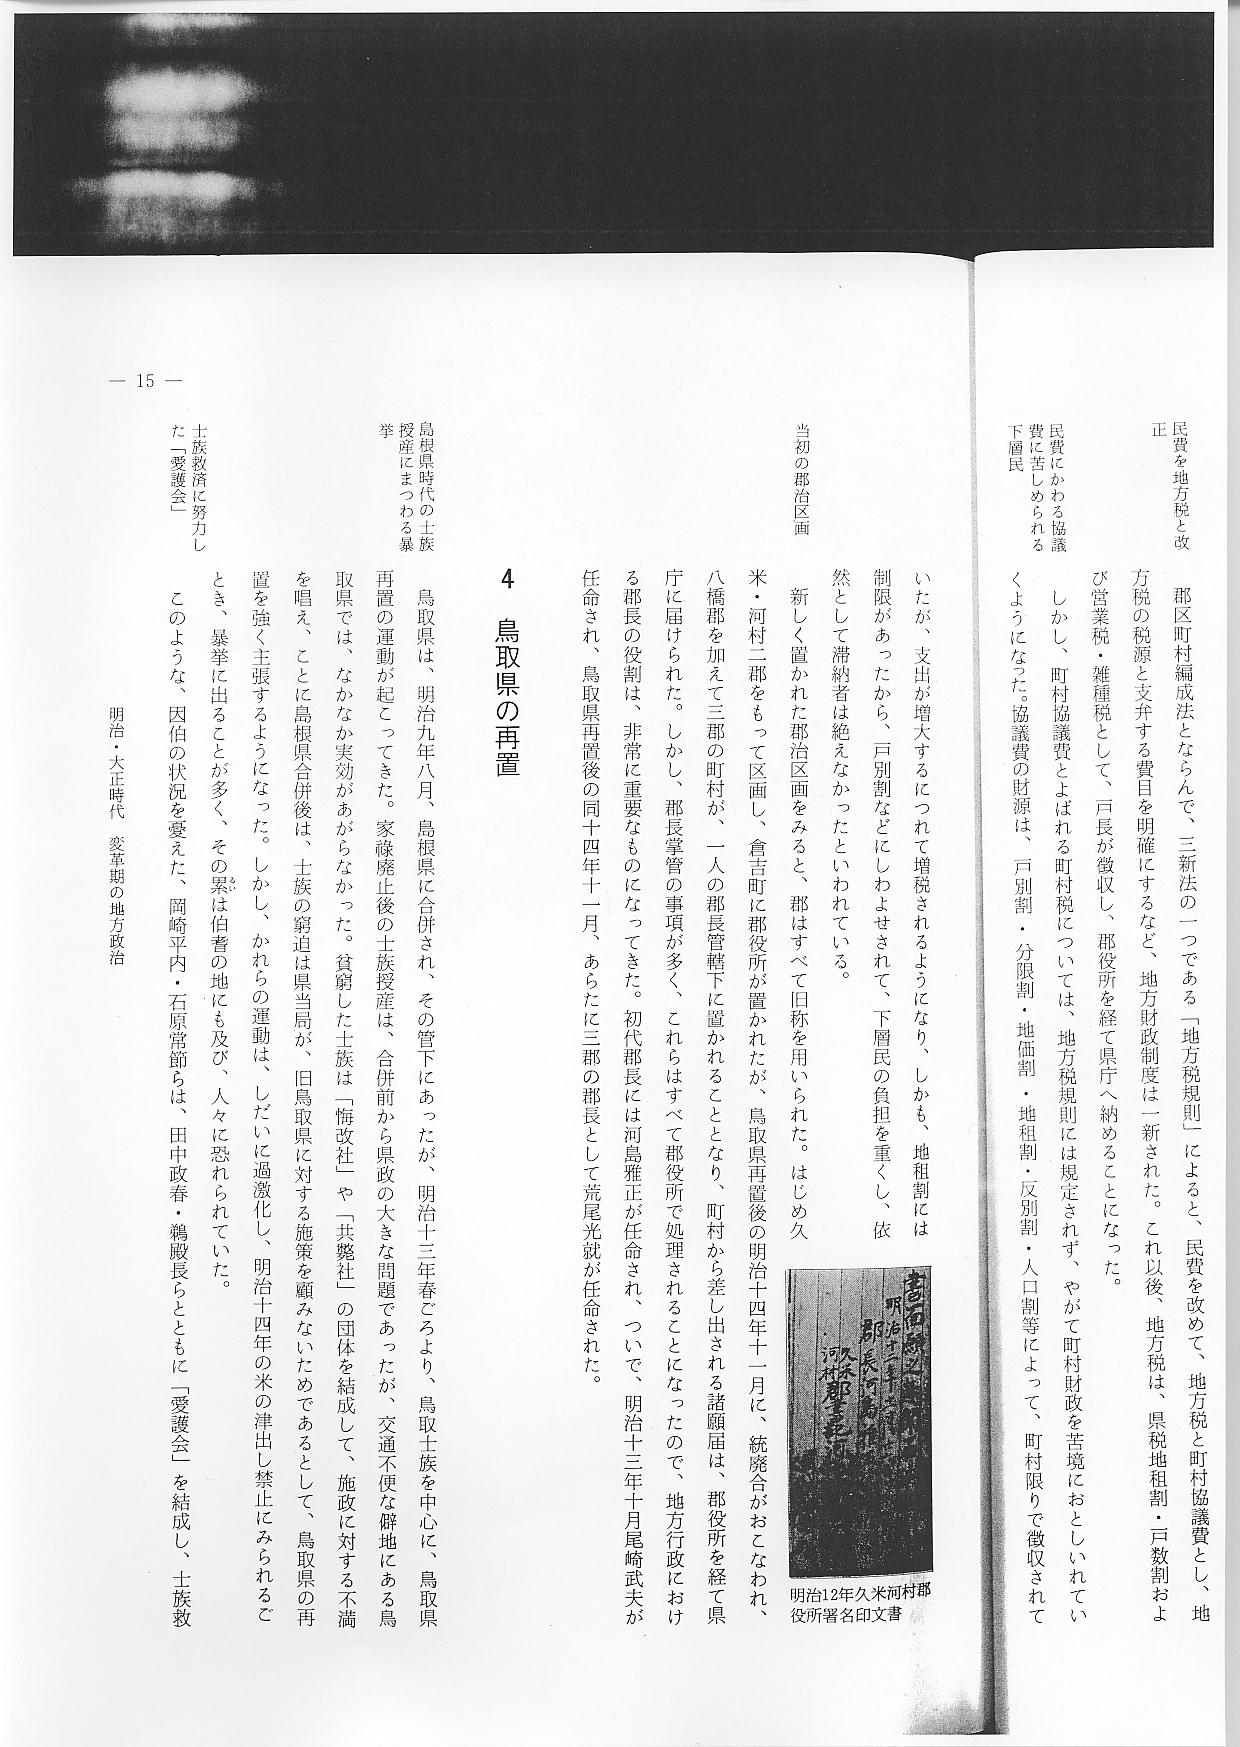 民費を地方税と改
正
郡区町村編成法とならんで、三新法の一つである「地方税規則」によると、民費を改めて、地方税と町村協議費とし、地
方税の税源と支弁する費目を明確にするなど、地方財政制度は一新された。これ以後、地方税は、県税地租割・戸数割およ
び営業税・雑種税として、戸長が徴収し、郡役所を経て県庁へ納めることになった。
民費にかわる協議
費に苦しめられる
下層民
しかし、町村協議費とよばれる町村税については、地方税規則には規定されず、やがて町村財政を苦境におとしいれてい
くようになった。協議費の財源は、戸別割・分限割・地価割・地租割・反別割・人口割等によって、町村限りで徴収されて
いたが、支出が増大するにつれて増税されるようになり、しかも、地租割には
制限があったから、戸別割などにしわよせされて、下層民の負担を重くし、依
然として滞納者は絶えなかったといわれている。
当初の郡治区画
新しく置かれた郡治区画をみると、郡はすべて旧称を用いられた。はじめ久
米・河村二郡をもって区画し、倉吉町に郡役所が置かれたが、鳥取県再置後の明治十四年十一月に、統廃合がおこなわれ、
八橋郡を加えて三郡の町村が、一人の郡長管轄下に置かれることとなり、町村から差し出される諸願届は、郡役所を経て県
庁に届けられた。しかし、郡長掌管の事項が多く、これらはすべて郡役所で処理されることになったので、地方行政におけ
る郡長の役割は、非常に重要なものになってきた。初代郡長には河島雅正が任命され、ついで、明治十三年十月尾崎武夫が
任命され、鳥取県再置後の同十四年十一月、あらたに三郡の郡長として荒尾光就が任命された。
書面願之
明治十二年
郡長河島
久米
河村
郡
明治12年久米河村郡
役所署名印文書
4 鳥取県の再置
島根県時代の士族
授産にまつわる暴
挙
鳥取県は、明治九年八月、島根県に合併され、その管下にあったが、明治十三年春ごろより、鳥取士族を中心に、鳥取県
再置の運動が起こってきた。家祿廃止後の士族授産は、合併前から県政の大きな問題であったが、交通不便な僻地にある鳥
取県では、なかなか実効があがらなかった。貧窮した士族は「悔改社」や「共斃社」の団体を結成して、施政に対する不満
を唱え、ことに島根県合併後は、士族の窮迫は県当局が、旧鳥取県に対する施策を顧みないためであるとして、鳥取県の再
置を強く主張するようになった。しかし、かれらの運動は、しだいに過激化し、明治十四年の米の津出し禁止にみられるご
とき、暴挙に出ることが多く、その累るいは伯耆の地にも及び、人々に恐れられていた。
士族救済に努力し
た「愛護会」
このような、因伯の状況を憂えた、岡崎平内・石原常節らは、田中政春・鵜殿長らとともに「愛護会」を結成し、士族救
明治・大正時代 変革期の地方政治
— 15 —